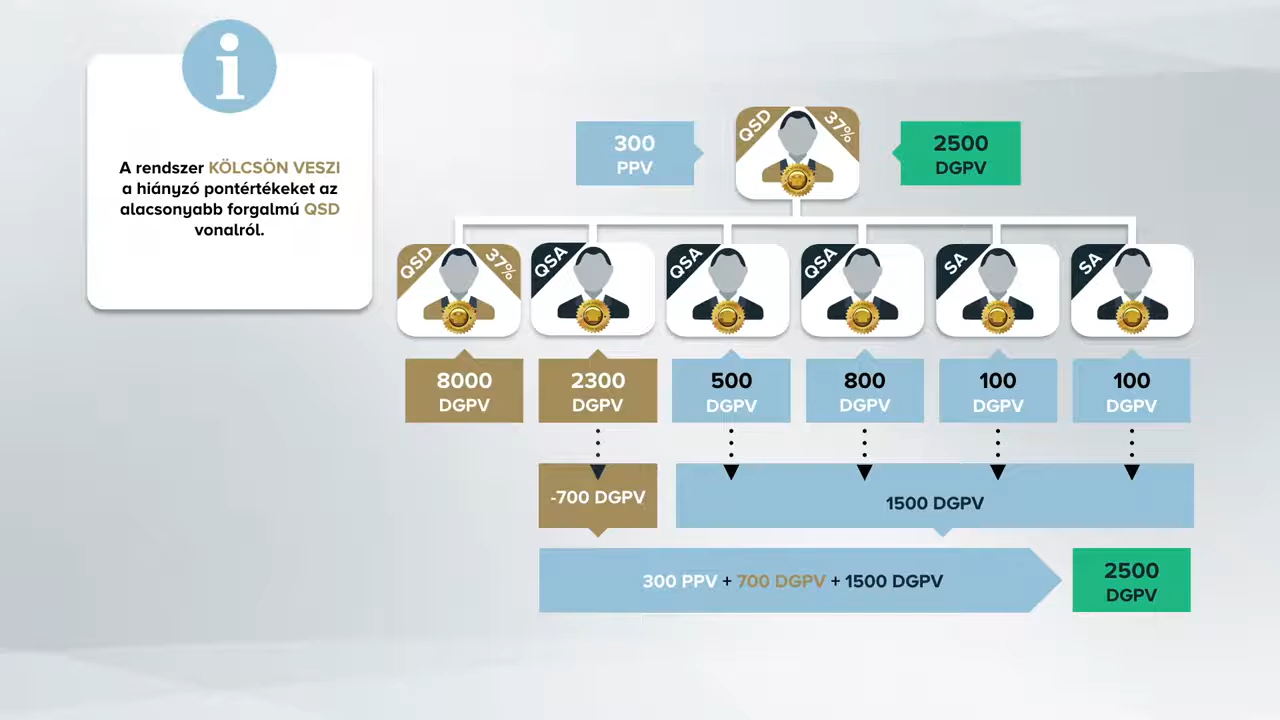 i
A rendszer KÖLCSÖN VESZI
a hiányzó pontértékeket az
alacsonyabb forgalmú QSD
vonalról.
300
PPV
QSD
37%
2500
DGPV
QSD
37%
QSA
QSA
QSA
SA
SA
8000
DGPV
2300
DGPV
500
DGPV
800
DGPV
100
DGPV
100
DGPV
-700 DGPV
1500 DGPV
300 PPV + 700 DGPV + 1500 DGPV
2500
DGPV